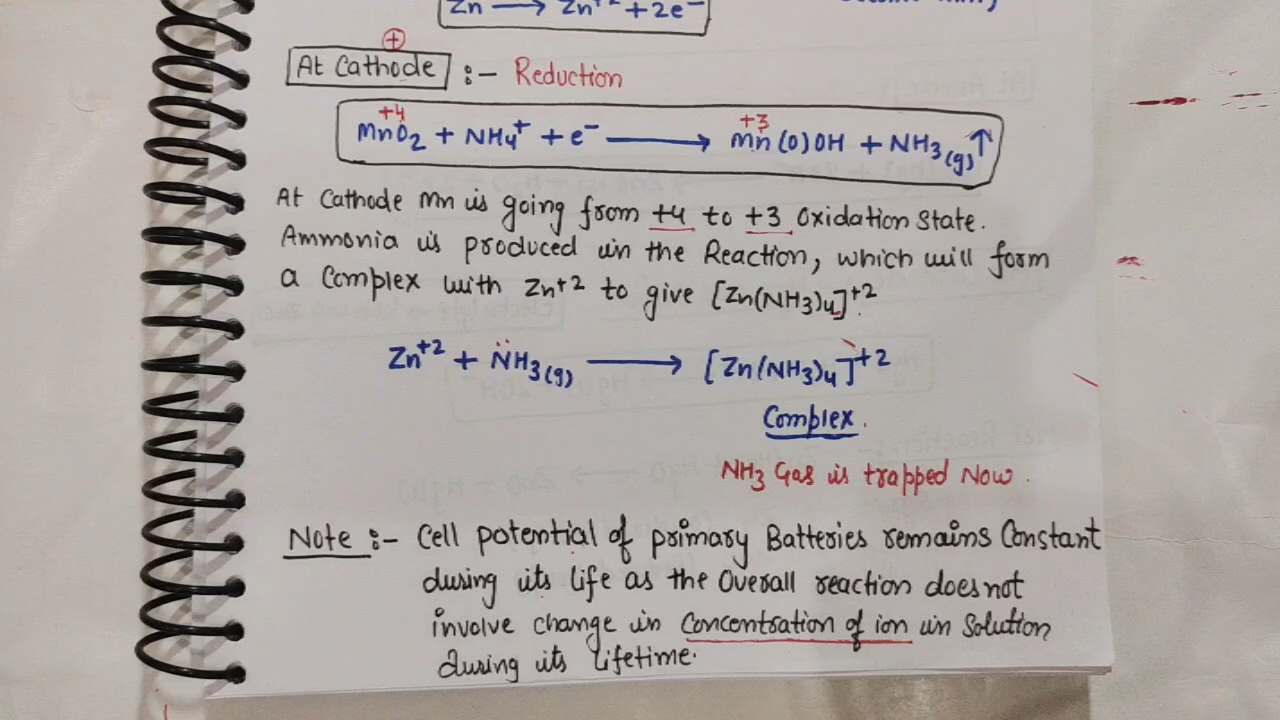 Zn → Zn+2 + 2e-
(+)
At Cathode :- Reduction
+4 +3
MnO2 + NH4+ + e- → Mn(O)OH + NH3(g)↑
At Cathode Mn is going from +4 to +3 Oxidation State.
Ammonia is produced in the Reaction, which will form
a Complex with Zn+2 to give [Zn(NH3)4]+2.
Zn+2 + N̈H3(g) → [Zn(NH3)4]+2
Complex.
NH3 Gas is trapped Now.
Note :- Cell potential of primary Batteries remains Constant
during its life as the Overall reaction does not
involve change in Concentration of ion in Solution
during its lifetime.